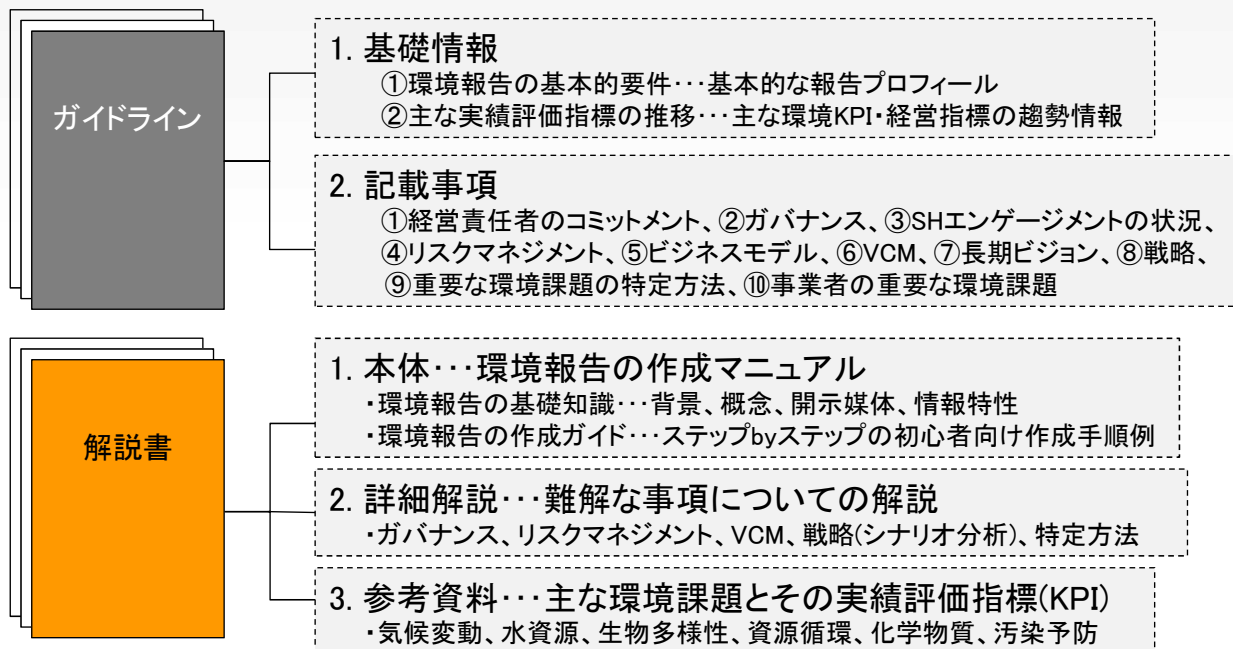 ガイドライン
1. 基礎情報
①環境報告の基本的要件･･･基本的な報告プロフィール
②主な実績評価指標の推移･･･主な環境KPI・経営指標の趨勢情報
2. 記載事項
①経営責任者のコミットメント、②ガバナンス、③SHエンゲージメントの状況、
④リスクマネジメント、⑤ビジネスモデル、⑥VCM、⑦長期ビジョン、⑧戦略、
⑨重要な環境課題の特定方法、⑩事業者の重要な環境課題
解説書
1. 本体･･･環境報告の作成マニュアル
・環境報告の基礎知識･･･背景、概念、開示媒体、情報特性
・環境報告の作成ガイド･･･ステップbyステップの初心者向け作成手順例
2. 詳細解説･･･難解な事項についての解説
・ガバナンス、リスクマネジメント、VCM、戦略(シナリオ分析)、特定方法
3. 参考資料･･･主な環境課題とその実績評価指標(KPI)
・気候変動、水資源、生物多様性、資源循環、化学物質、汚染予防